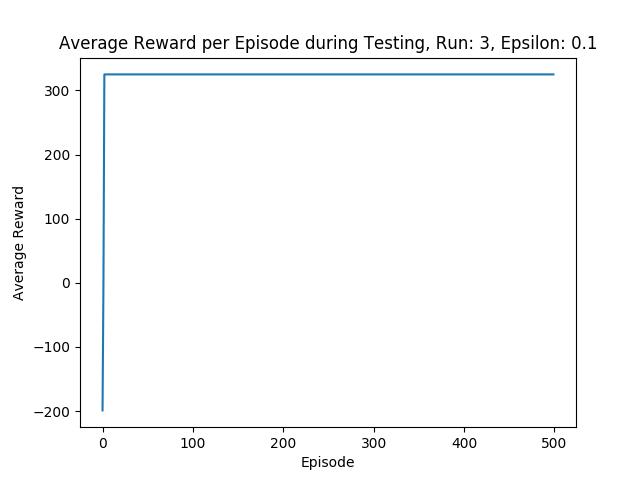 Average Reward per Episode during Testing, Run: 3, Epsilon: 0.1
300
200
100
0
−100
−200
Average Reward
0 100 200 300 400 500
Episode